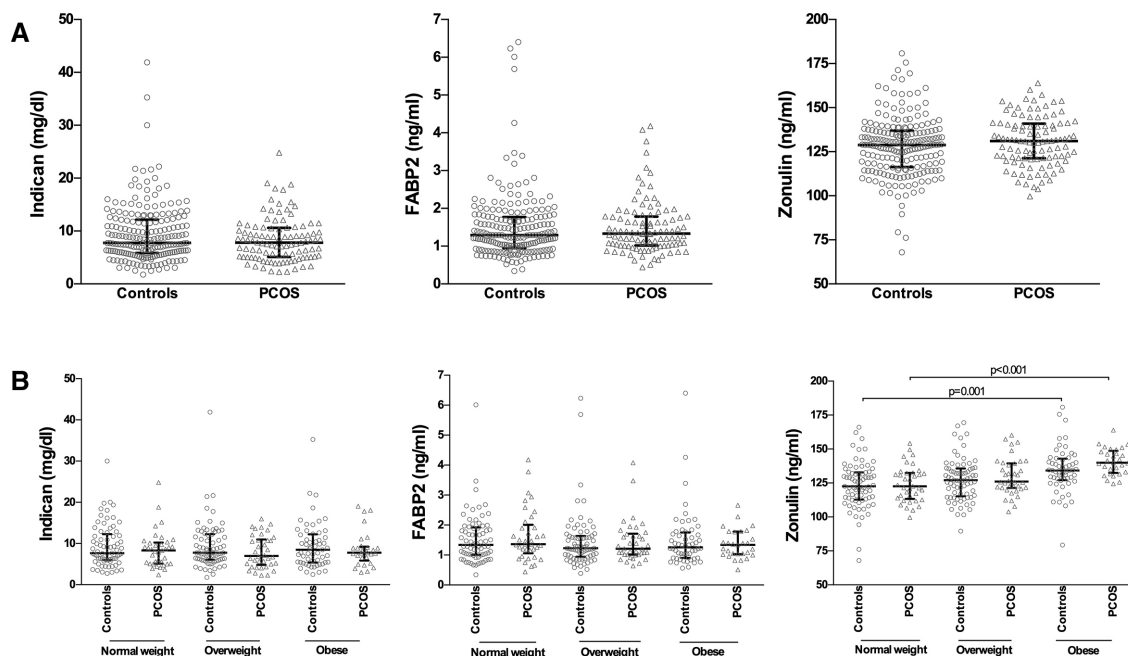 A
Indican (mg/dl)
50
40
30
20
10
0
Controls PCOS
FABP2 (ng/ml)
7
6
5
4
3
2
1
0
Controls PCOS
Zonulin (ng/ml)
200
175
150
125
100
75
50
Controls PCOS
B
Indican (mg/dl)
50
40
30
20
10
0
Controls PCOS Controls PCOS Controls PCOS
Normal weight Overweight Obese
FABP2 (ng/ml)
7
6
5
4
3
2
1
0
Controls PCOS Controls PCOS Controls PCOS
Normal weight Overweight Obese
p<0.001
p=0.001
Zonulin (ng/ml)
200
175
150
125
100
75
50
Controls PCOS Controls PCOS Controls PCOS
Normal weight Overweight Obese